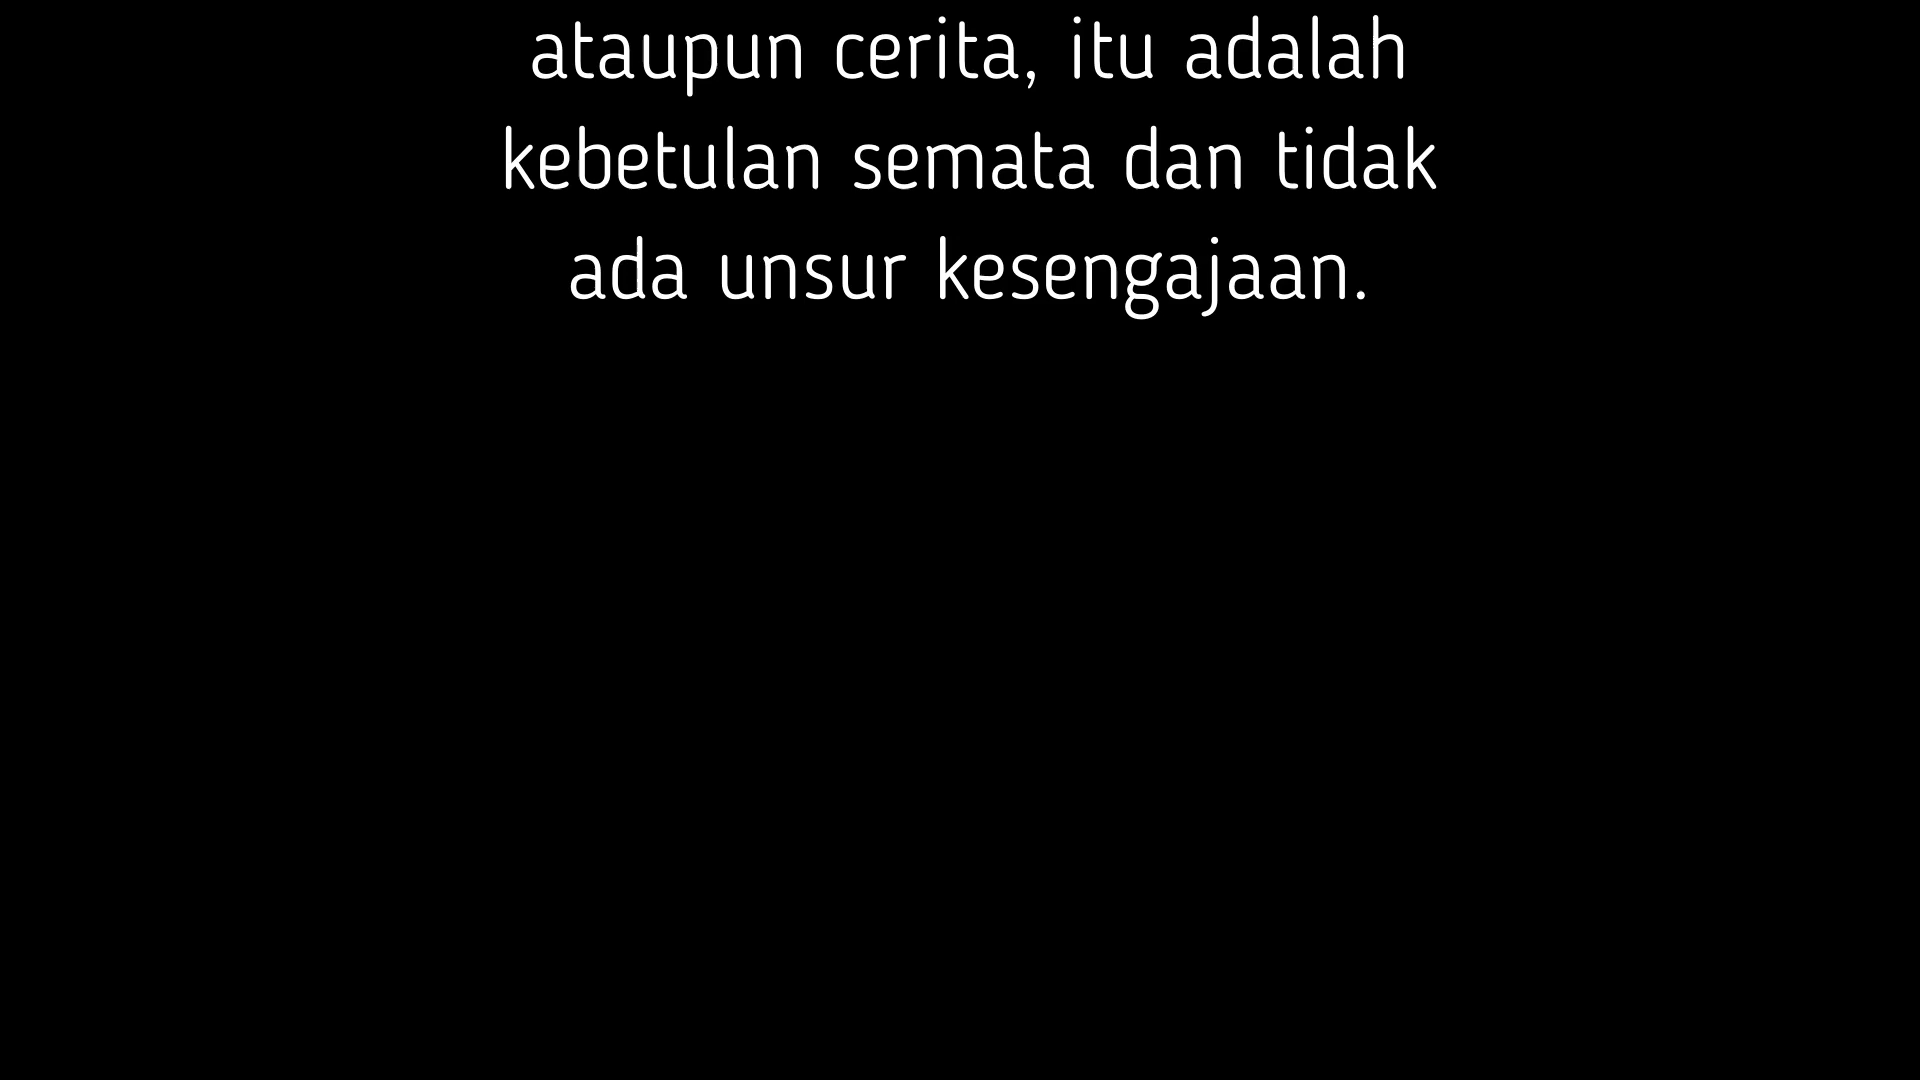 ataupun cerita, itu adalah
kebetulan semata dan tidak
ada unsur kesengajaan.